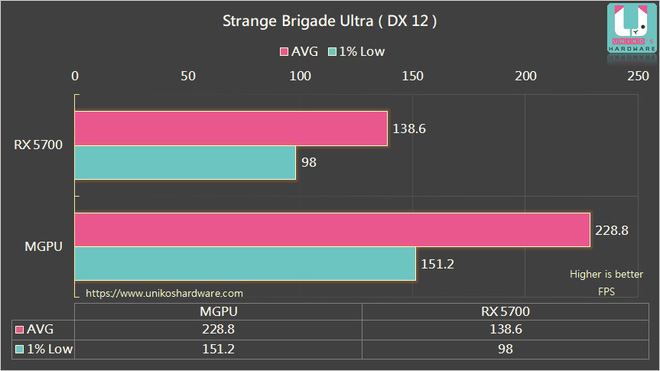 Strange Brigade Ultra ( DX 12 )
AVG 1% Low
0 50 100 150 200 250
RX 5700
138.6
98
MGPU
228.8
151.2
Higher is better
FPS
https://www.unikoshardware.com
MGPU RX 5700
AVG 228.8 138.6
1% Low 151.2 98
UNIKO'S
HARDWARE